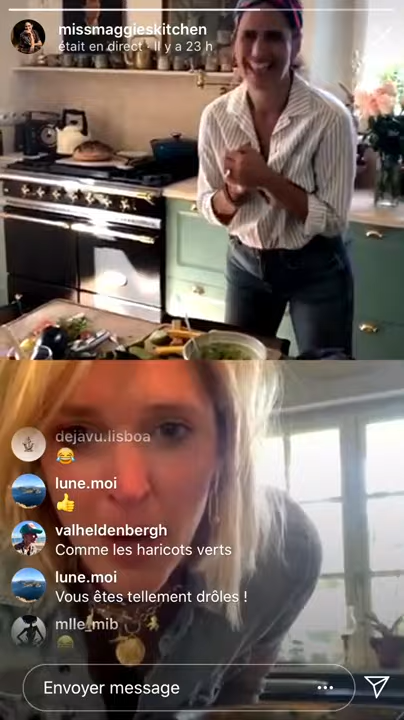 missmaggieskitchen
était en direct · Il y a 23 h
dejavu.lisboa
😂
lune.moi
👍
valheldenbergh
Comme les haricots verts
lune.moi
Vous êtes tellement drôles !
mlle_mib
Envoyer message